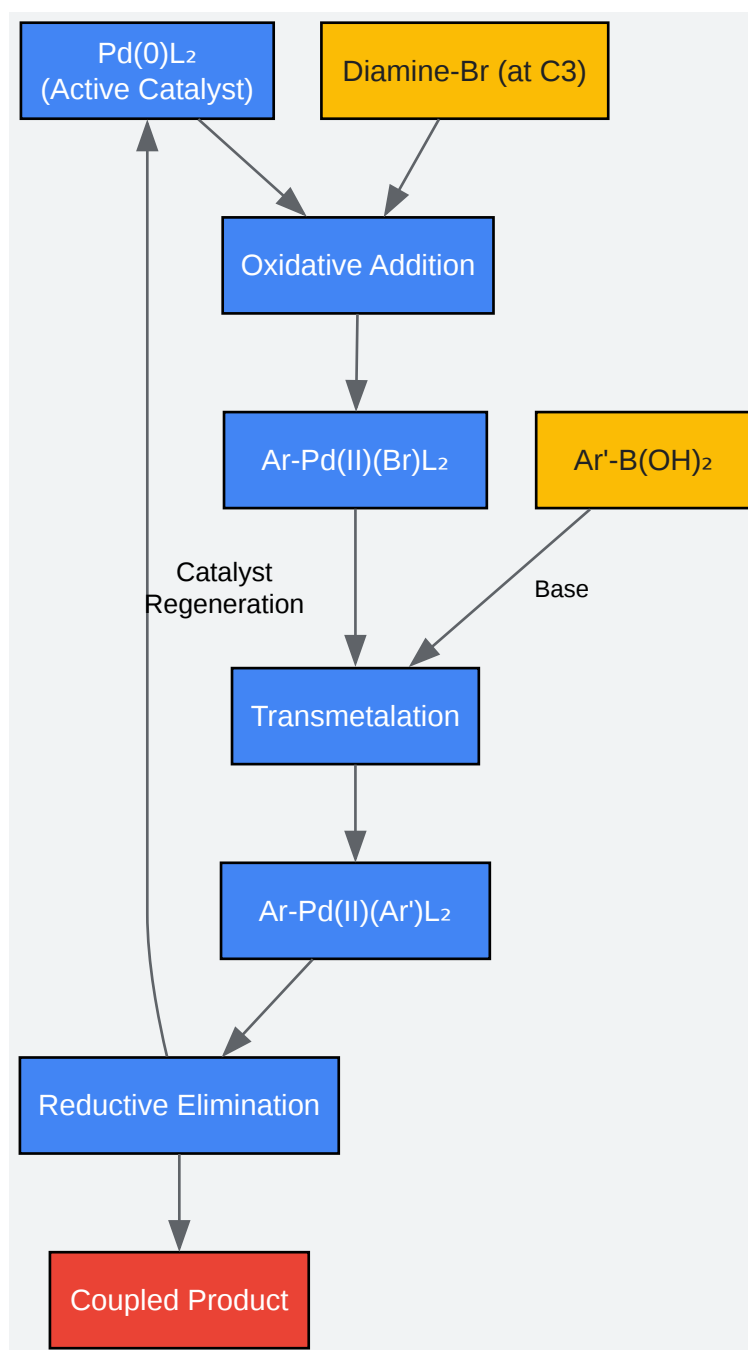 Pd(0)L₂
(Active Catalyst)
Diamine-Br (at C3)
Oxidative Addition
Ar-Pd(II)(Br)L₂
Ar'-B(OH)₂
Catalyst
Regeneration
Base
Transmetalation
Ar-Pd(II)(Ar')L₂
Reductive Elimination
Coupled Product